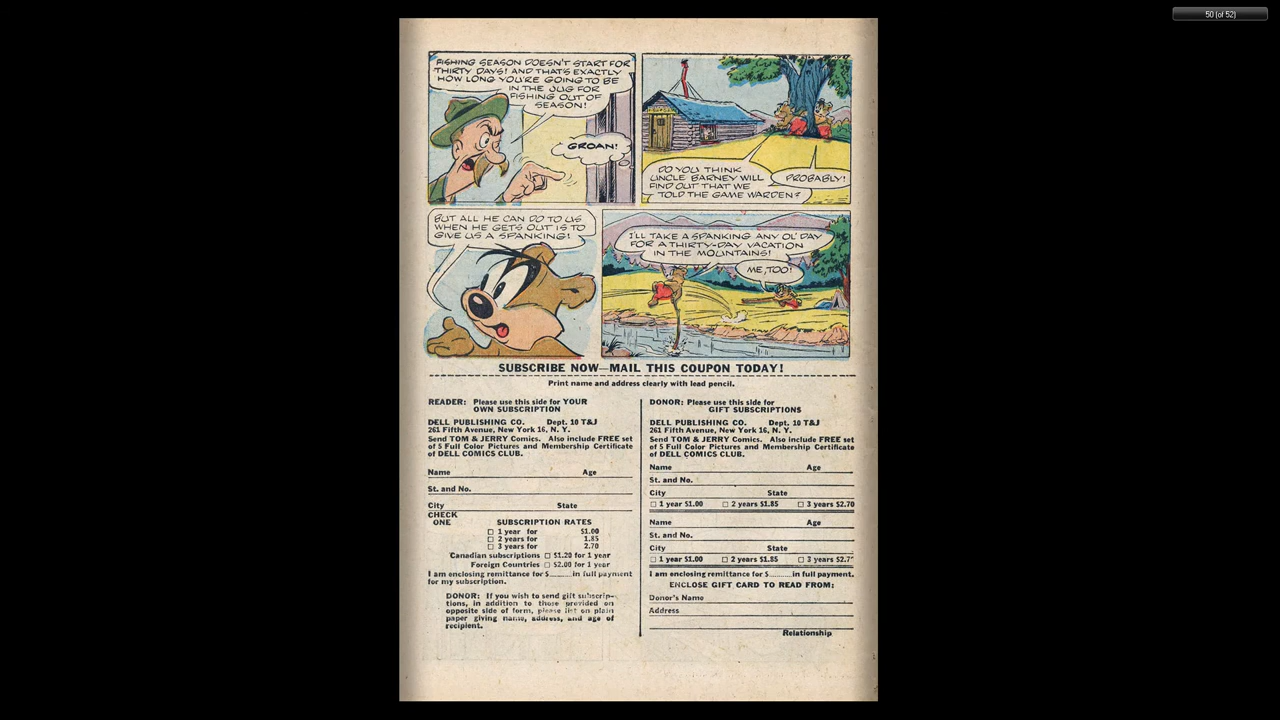 50 (of 52)
FISHING SEASON DOESN'T START FOR
THIRTY DAYS! AND THAT'S EXACTLY
HOW LONG YOU'RE GOING TO BE
IN THE JUG FOR
FISHING OUT OF
SEASON!
GROAN!
DO YOU THINK
UNCLE BARNEY WILL
FIND OUT THAT WE
TOLD THE GAME WARDEN?
PROBABLY!
BUT ALL HE CAN DO TO US
WHEN HE GETS OUT IS TO
GIVE US A SPANKING!
I'LL TAKE A SPANKING ANY OL' DAY
FOR A THIRTY-DAY VACATION
IN THE MOUNTAINS!
ME, TOO!
SUBSCRIBE NOW—MAIL THIS COUPON TODAY!
Print name and address clearly with lead pencil.
READER: Please use this side for YOUR
OWN SUBSCRIPTION
DELL PUBLISHING CO. Dept. 10 T&J
261 Fifth Avenue, New York 16, N. Y.
Send TOM & JERRY Comics. Also include FREE set
of 5 Full Color Pictures and Membership Certificate
of DELL COMICS CLUB.
Name Age
St. and No.
City State
CHECK
ONE SUBSCRIPTION RATES
□ 1 year for $1.00
□ 2 years for 1.85
□ 3 years for 2.70
Canadian subscriptions □ $1.20 for 1 year
Foreign Countries □ $2.00 for 1 year
I am enclosing remittance for $.........in full payment
for my subscription.
DONOR: If you wish to send gift subscrip-
tions, in addition to those provided on
opposite side of form, please list on plain
paper giving name, address, and age of
recipient.
DONOR: Please use this side for
GIFT SUBSCRIPTIONS
DELL PUBLISHING CO. Dept. 10 T&J
261 Fifth Avenue, New York 16, N. Y.
Send TOM & JERRY Comics. Also include FREE set
of 5 Full Color Pictures and Membership Certificate
of DELL COMICS CLUB.
Name Age
St. and No.
City State
□ 1 year $1.00 □ 2 years $1.85 □ 3 years $2.70
Name Age
St. and No.
City State
□ 1 year $1.00 □ 2 years $1.85 □ 3 years $2.7
I am enclosing remittance for $.........in full payment.
ENCLOSE GIFT CARD TO READ FROM:
Donor's Name
Address
Relationship